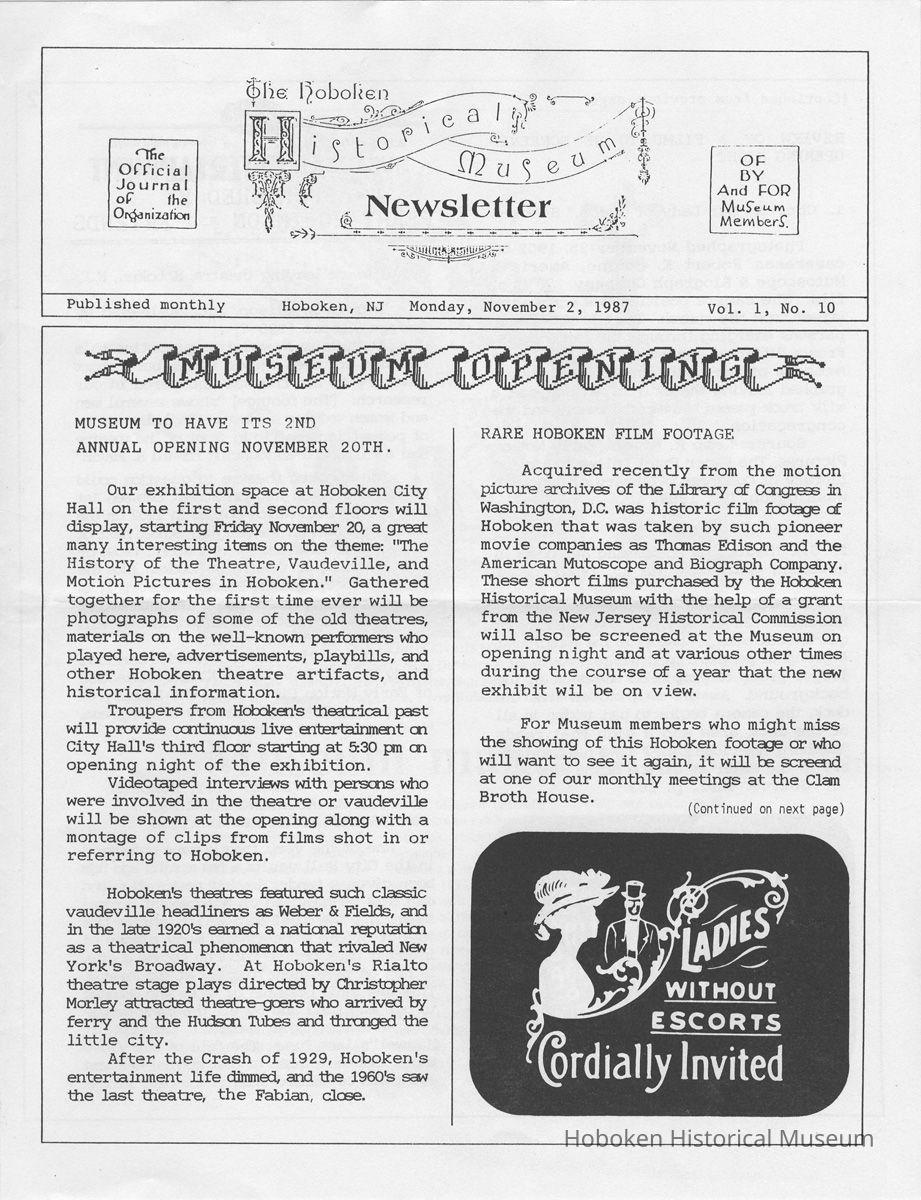 The Hoboken
Historical
Museum
Newsletter
The
Official
Journal
of the
Organization
OF
BY
And FOR
MuSeum
Members.
Published monthly Hoboken, NJ Monday, November 2, 1987 Vol. 1, No. 10
MUSEUM OPENING
MUSEUM TO HAVE ITS 2ND
ANNUAL OPENING NOVEMBER 20TH.
Our exhibition space at Hoboken City
Hall on the first and second floors will
display, starting Friday November 20, a great
many interesting items on the theme: "The
History of the Theatre, Vaudeville, and
Motion Pictures in Hoboken." Gathered
together for the first time ever will be
photographs of some of the old theatres,
materials on the well-known performers who
played here, advertisements, playbills, and
other Hoboken theatre artifacts, and
historical information.
Troupers from Hoboken's theatrical past
will provide continuous live entertainment on
City Hall's third floor starting at 5:30 pm on
opening night of the exhibition.
Videotaped interviews with persons who
were involved in the theatre or vaudeville
will be shown at the opening along with a
montage of clips from films shot in or
referring to Hoboken.
Hoboken's theatres featured such classic
vaudeville headliners as Weber & Fields, and
in the late 1920's earned a national reputation
as a theatrical phenomenon that rivaled New
York's Broadway. At Hoboken's Rialto
theatre stage plays directed by Christopher
Morley attracted theatre-goers who arrived by
ferry and the Hudson Tubes and thronged the
little city.
After the Crash of 1929, Hoboken's
entertainment life dimmed, and the 1960's saw
the last theatre, the Fabian, close.
RARE HOBOKEN FILM FOOTAGE
Acquired recently from the motion
picture archives of the Library of Congress in
Washington, D.C. was historic film footage of
Hoboken that was taken by such pioneer
movie companies as Thomas Edison and the
American Mutoscope and Biograph Company.
These short films purchased by the Hoboken
Historical Museum with the help of a grant
from the New Jersey Historical Commission
will also be screened at the Museum on
opening night and at various other times
during the course of a year that the new
exhibit wil be on view.
For Museum members who might miss
the showing of this Hoboken footage or who
will want to see it again, it will be screend
at one of our monthly meetings at the Clam
Broth House.
(Continued on next page)
LADIES
WITHOUT
ESCORTS
Cordially Invited
Hoboken Historical Museum